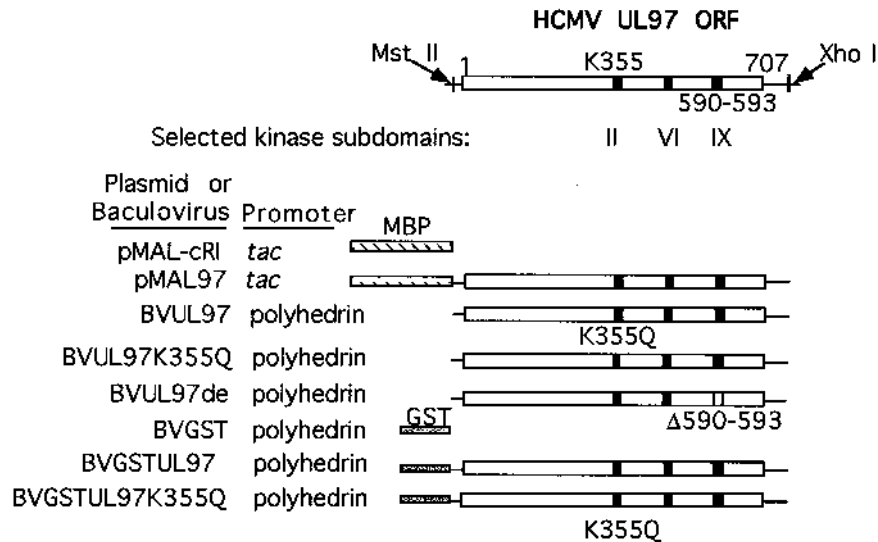 HCMV UL97 ORF
Mst II
1
K355
707
Xho I
590-593
Selected kinase subdomains:
II
VI
IX
Plasmid or
Baculovirus
Promoter
MBP
pMAL-cRI tac
pMAL97 tac
BVUL97 polyhedrin
K355Q
BVUL97K355Q polyhedrin
BVUL97de polyhedrin
Δ590-593
GST
BVGST polyhedrin
BVGSTUL97 polyhedrin
BVGSTUL97K355Q polyhedrin
K355Q